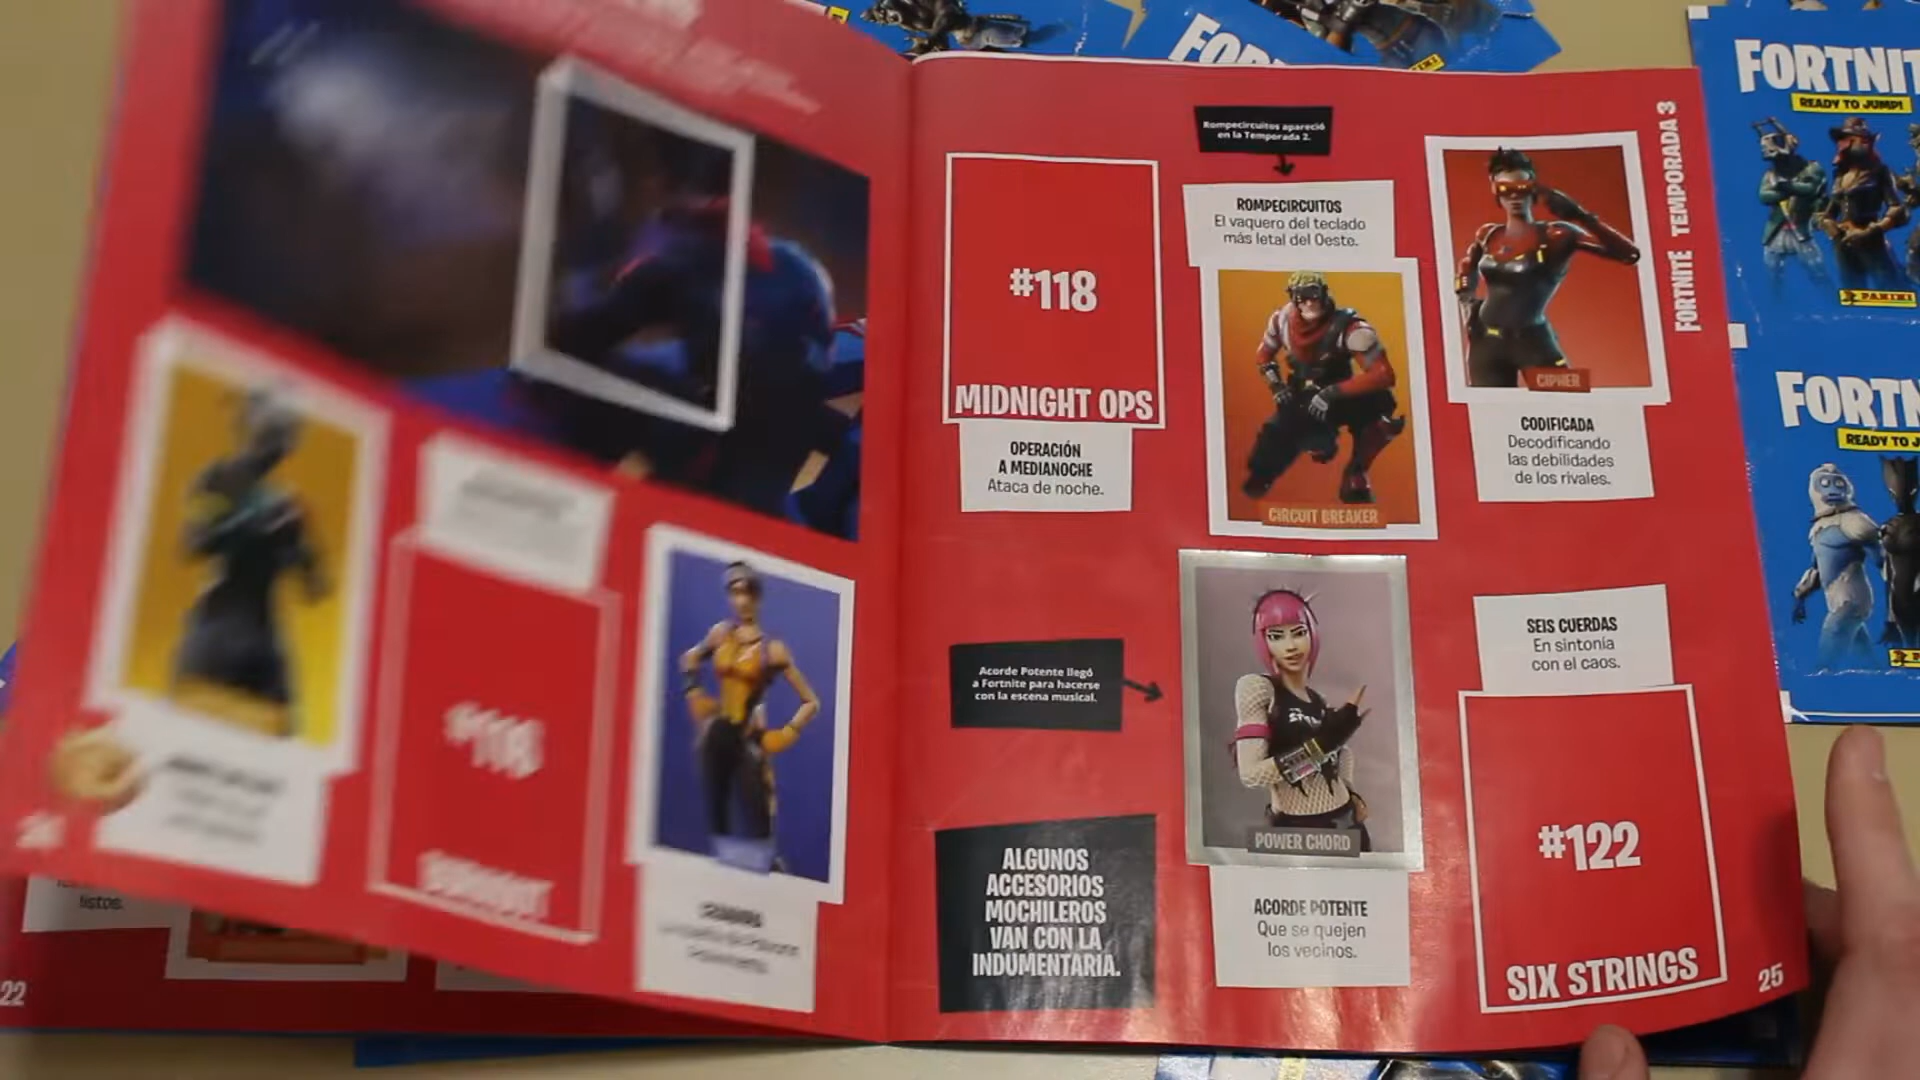 FORTNIT
READY TO JUMP!
PANINI
FORTN
READY TO J
FOR
Rompecircuitos apareció
en la Temporada 2.
FORTNITE TEMPORADA 3
#118
MIDNIGHT OPS
OPERACIÓN
A MEDIANOCHE
Ataca de noche.
ROMPECIRCUITOS
El vaquero del teclado
más letal del Oeste.
CIRCUIT BREAKER
CIPHER
CODIFICADA
Decodificando
las debilidades
de los rivales.
Acorde Potente llegó
a Fortnite para hacerse
con la escena musical.
POWER CHORD
ACORDE POTENTE
Que se quejen
los vecinos.
ALGUNOS
ACCESORIOS
MOCHILEROS
VAN CON LA
INDUMENTARIA.
SEIS CUERDAS
En sintonía
con el caos.
#122
SIX STRINGS
25
listos.
22